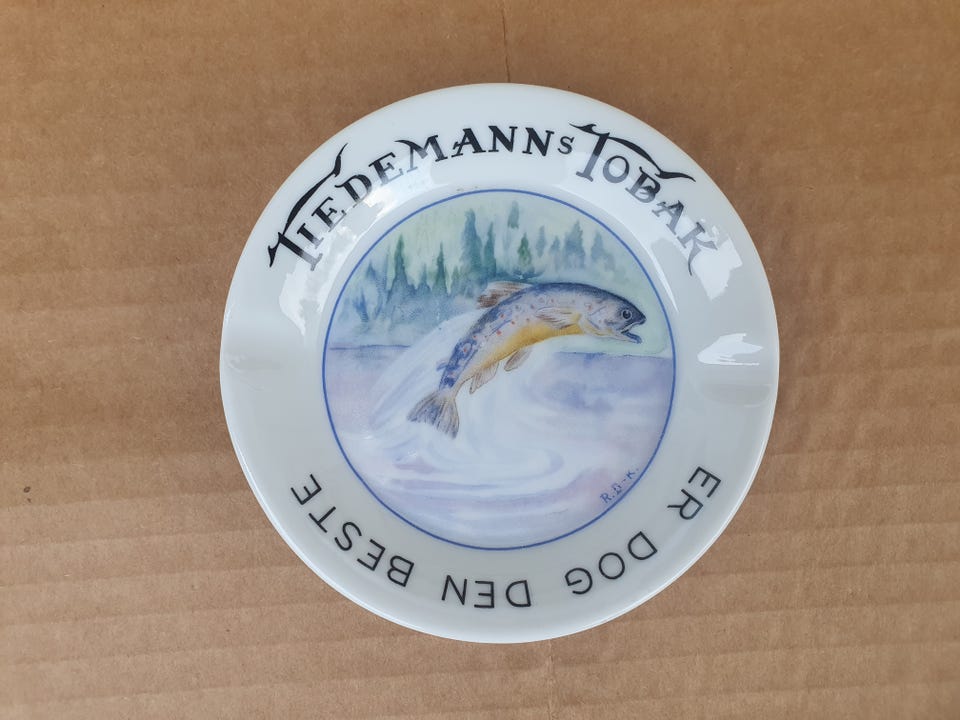 TIEDEMANNS TOBAK
ER DOG DEN BESTE
R.D-K.